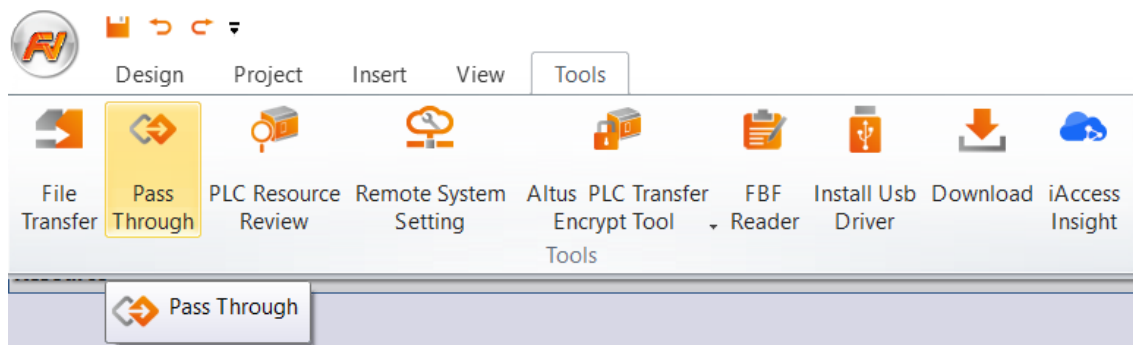 Design Project Insert View Tools
File Transfer
Pass Through
PLC Resource Review
Remote System Setting
Altus PLC Transfer Encrypt Tool
FBF Reader
Install Usb Driver
Download
iAccess Insight
Tools
Pass Through